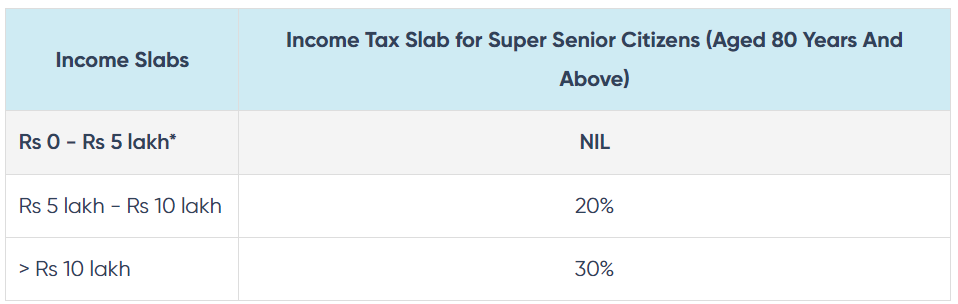 Income Slabs
Income Tax Slab for Super Senior Citizens (Aged 80 Years And
Above)
Rs 0 - Rs 5 lakh*
NIL
Rs 5 lakh - Rs 10 lakh
20%
> Rs 10 lakh
30%